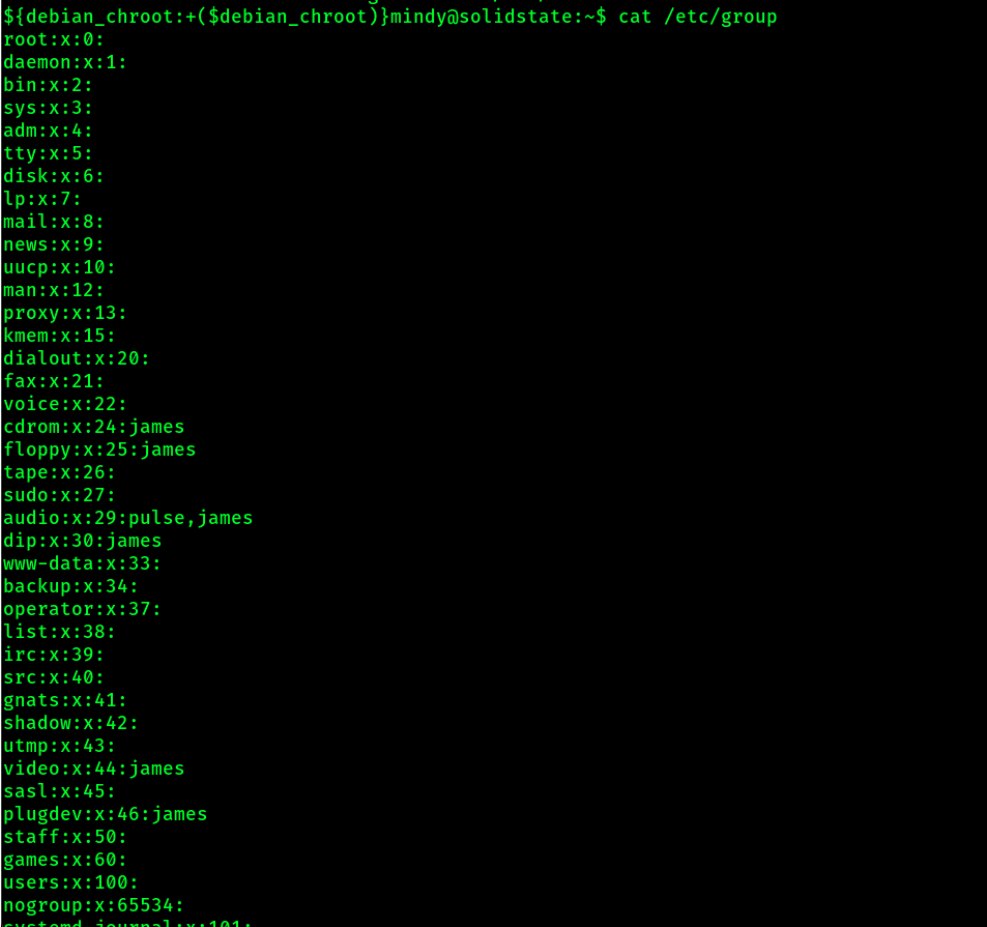 ${debian_chroot:+($debian_chroot)}mindy@solidstate:~$ cat /etc/group
root:x:0:
daemon:x:1:
bin:x:2:
sys:x:3:
adm:x:4:
tty:x:5:
disk:x:6:
lp:x:7:
mail:x:8:
news:x:9:
uucp:x:10:
man:x:12:
proxy:x:13:
kmem:x:15:
dialout:x:20:
fax:x:21:
voice:x:22:
cdrom:x:24:james
floppy:x:25:james
tape:x:26:
sudo:x:27:
audio:x:29:pulse,james
dip:x:30:james
www-data:x:33:
backup:x:34:
operator:x:37:
list:x:38:
irc:x:39:
src:x:40:
gnats:x:41:
shadow:x:42:
utmp:x:43:
video:x:44:james
sasl:x:45:
plugdev:x:46:james
staff:x:50:
games:x:60:
users:x:100:
nogroup:x:65534:
systemd-journal:x:101: